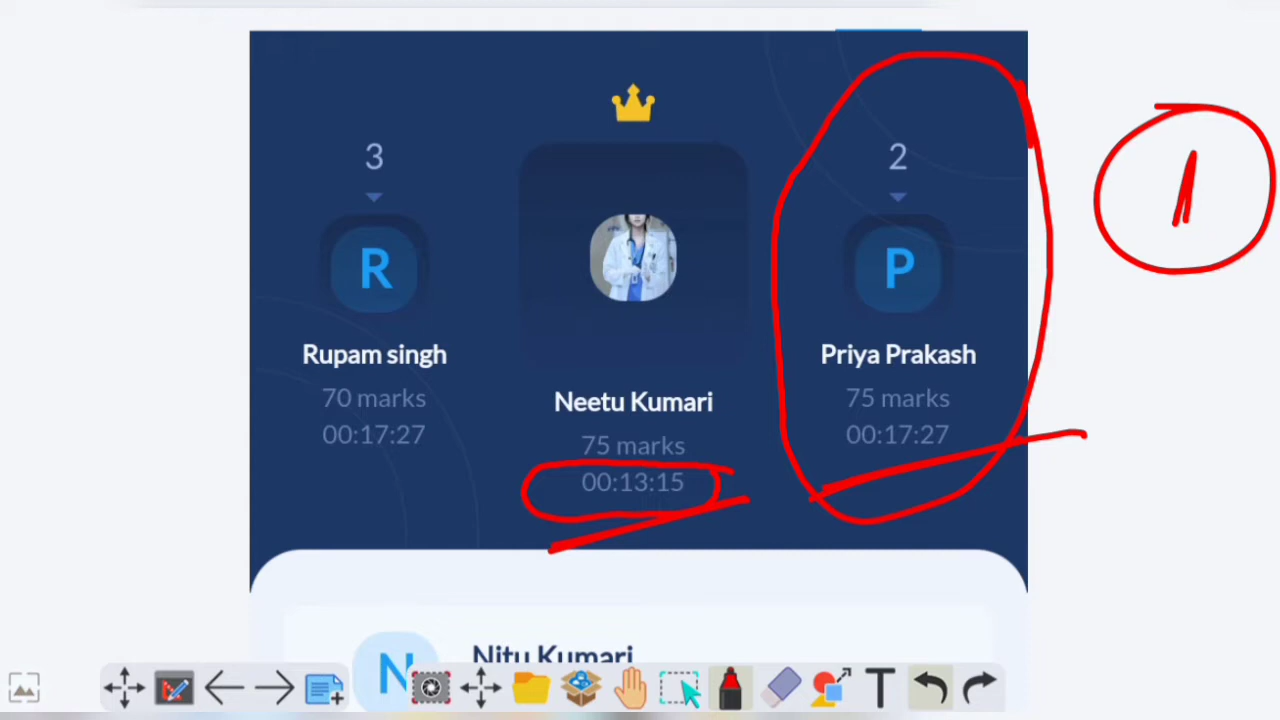 3
R
Rupam singh
70 marks
00:17:27
Neetu Kumari
75 marks
00:13:15
2
P
Priya Prakash
75 marks
00:17:27
1
N
Nitu Kumari
T